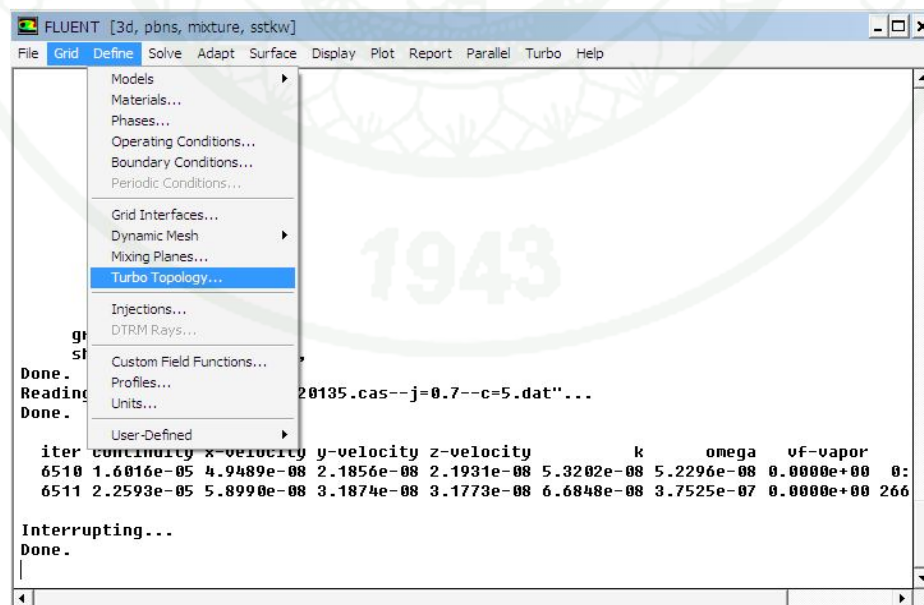 FLUENT [3d, pbns, mixture, sstkw]
File Grid Define Solve Adapt Surface Display Plot Report Parallel Turbo Help
Models
Materials...
Phases...
Operating Conditions...
Boundary Conditions...
Periodic Conditions...
Grid Interfaces...
Dynamic Mesh
Mixing Planes...
Turbo Topology...
Injections...
DTRM Rays...
Custom Field Functions...
Profiles...
Units...
User-Defined
1943
Done.
Reading 20135.cas--j=0.7--c=5.dat"...
Done.
iter continuity x-velocity y-velocity z-velocity k omega vf-vapor
6510 1.6016e-05 4.9489e-08 2.1856e-08 2.1931e-08 5.3202e-08 5.2296e-08 0.0000e+00 0:
6511 2.2593e-05 5.8990e-08 3.1874e-08 3.1773e-08 6.6848e-08 3.7525e-07 0.0000e+00 266
Interrupting...
Done.